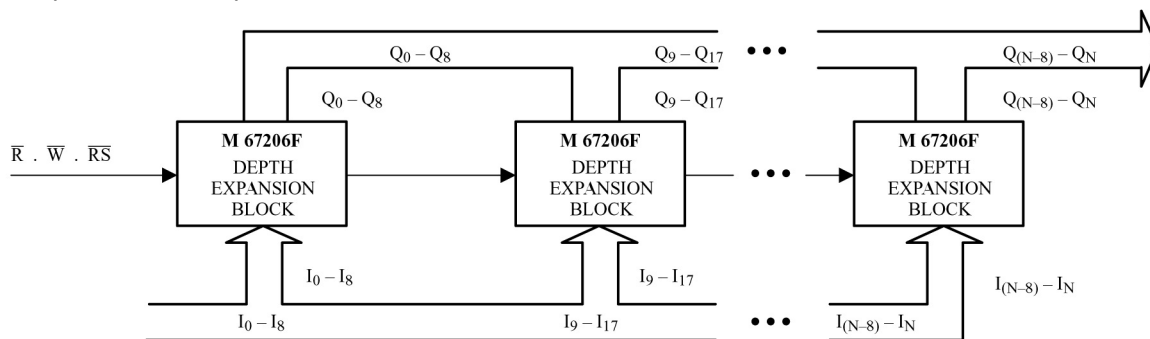 Q0 – Q8
Q9 – Q17
•••
Q(N–8) – QN
Q0 – Q8
Q9 – Q17
Q(N–8) – QN
R̅ . W̅ . R̅S̅
M 67206F
DEPTH
EXPANSION
BLOCK
M 67206F
DEPTH
EXPANSION
BLOCK
•••
M 67206F
DEPTH
EXPANSION
BLOCK
I0 – I8
I9 – I17
I(N–8) – IN
I0 – I8
I9 – I17
•••
I(N–8) – IN